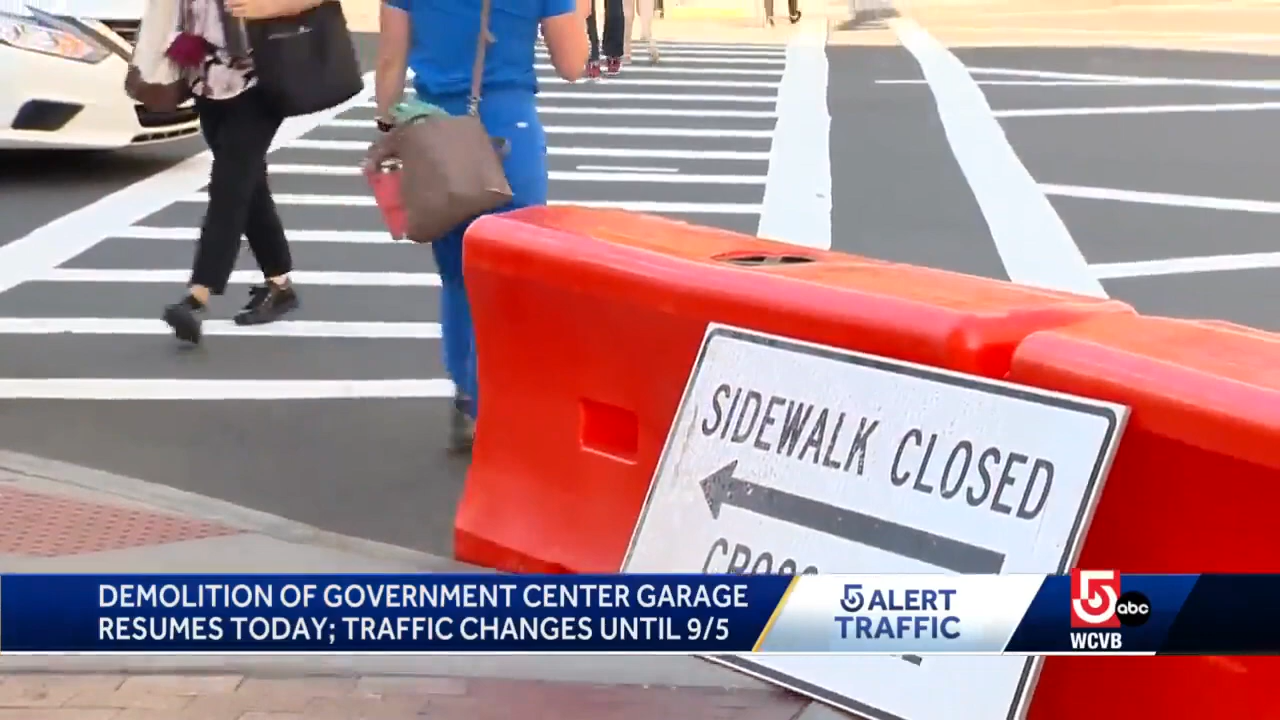 SIDEWALK CLOSED
DEMOLITION OF GOVERNMENT CENTER GARAGE
RESUMES TODAY; TRAFFIC CHANGES UNTIL 9/5
5 ALERT
TRAFFIC
5 abc
WCVB